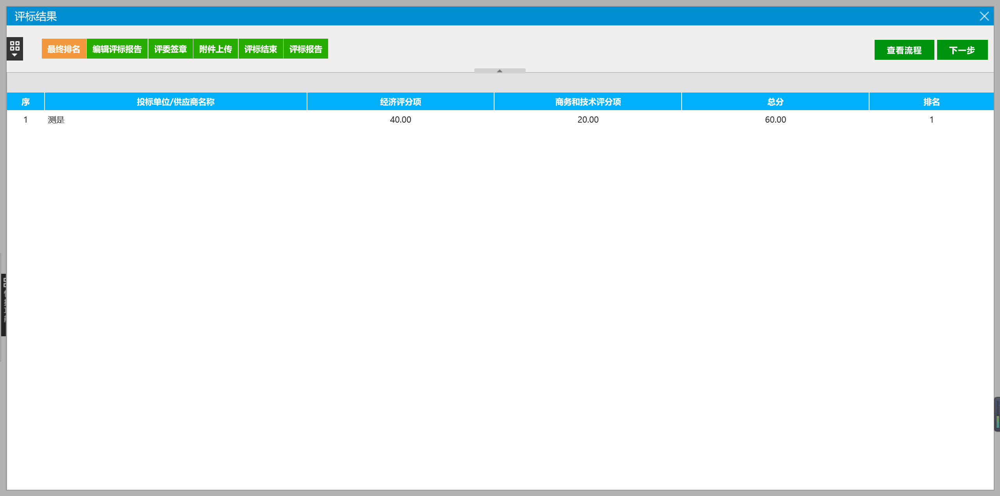 评标结果
最终排名 编辑评标报告 评委签章 附件上传 评标结束 评标报告 查看流程 下一步
序 投标单位/供应商名称 经济评分项 商务和技术评分项 总分 排名
1 测是 40.00 20.00 60.00 1